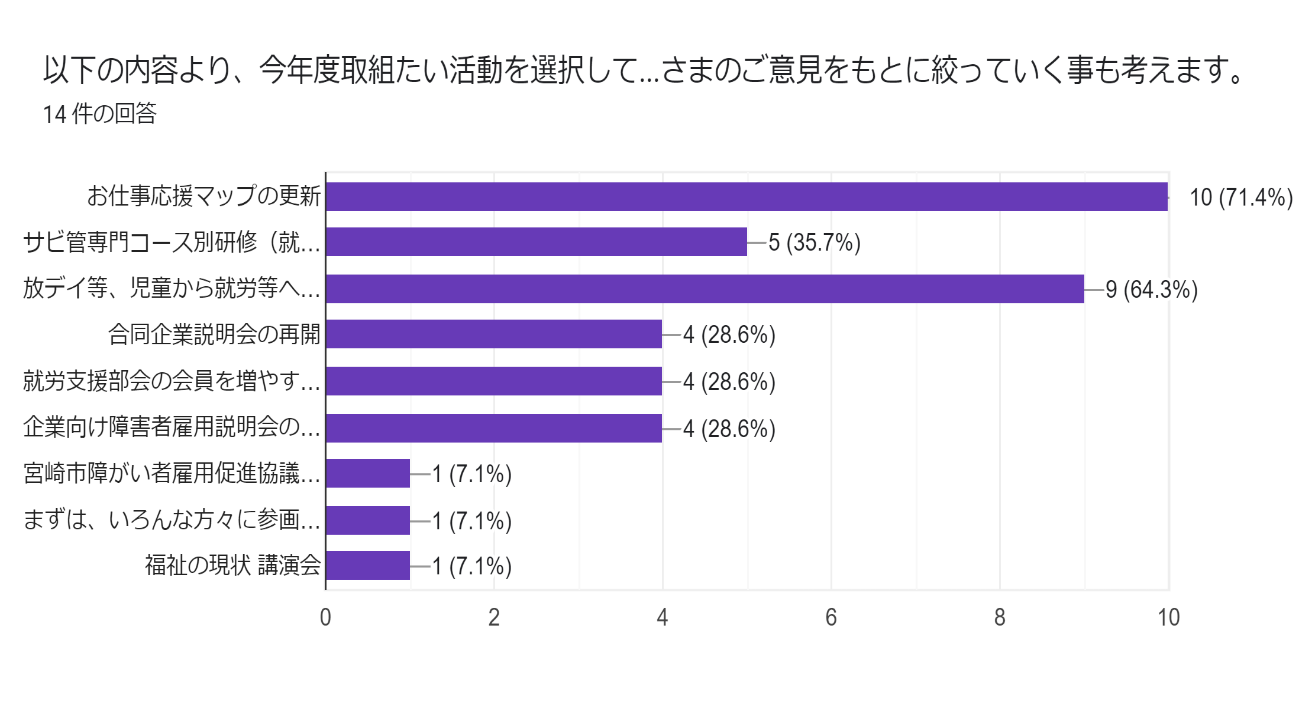 以下の内容より、今年度取組たい活動を選択して...さまのご意見をもとに絞っていく事も考えます。
14 件の回答
お仕事応援マップの更新
10 (71.4%)
サビ管専門コース別研修（就...
5 (35.7%)
放デイ等、児童から就労等へ...
9 (64.3%)
合同企業説明会の再開
4 (28.6%)
就労支援部会の会員を増やす...
4 (28.6%)
企業向け障害者雇用説明会の...
4 (28.6%)
宮崎市障がい者雇用促進協議...
1 (7.1%)
まずは、いろんな方々に参画...
1 (7.1%)
福祉の現状 講演会
1 (7.1%)
0 2 4 6 8 10